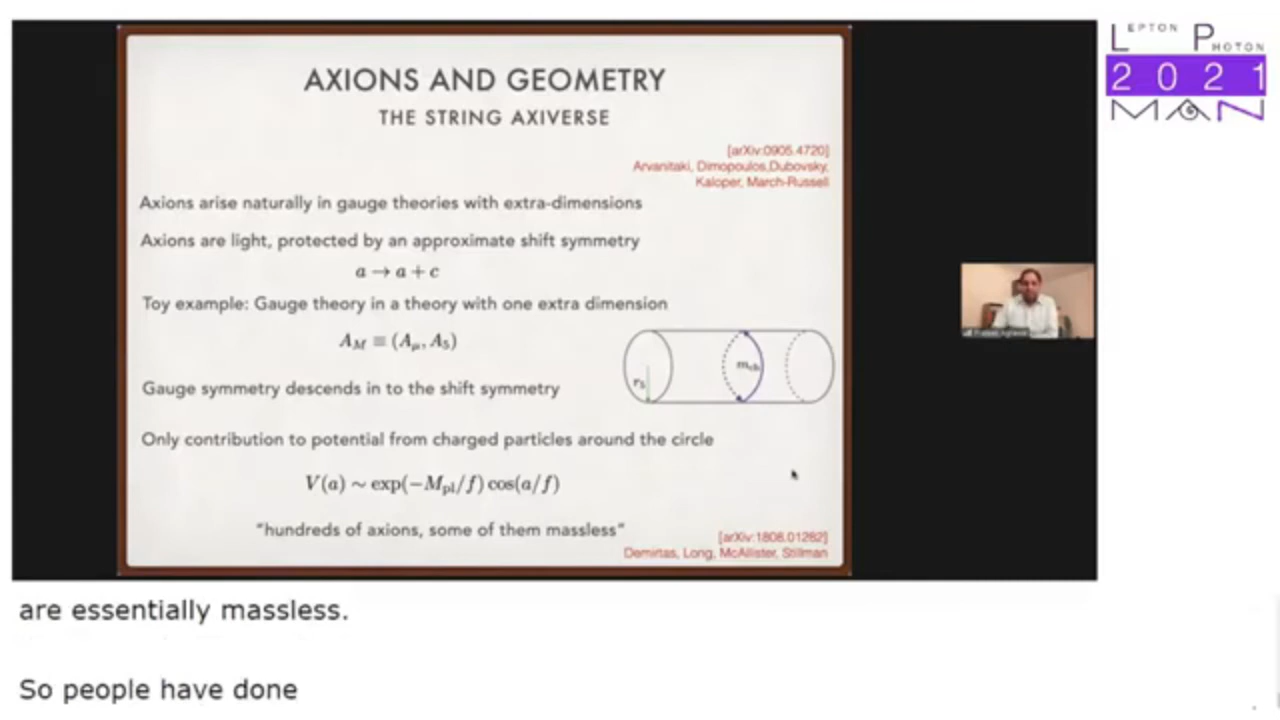 AXIONS AND GEOMETRY
THE STRING AXIVERSE
[arXiv:0905.4720]
Arvanitaki, Dimopoulos,Dubovsky,
Kaloper, March-Russell
Axions arise naturally in gauge theories with extra-dimensions
Axions are light, protected by an approximate shift symmetry
a → a + c
Toy example: Gauge theory in a theory with one extra dimension
A_M ≡ (A_μ, A_5)
r_5
m_ch
Gauge symmetry descends in to the shift symmetry
Only contribution to potential from charged particles around the circle
V(a) ~ exp(−M_pl/f) cos(a/f)
"hundreds of axions, some of them massless"
[arXiv:1808.01282]
Demirtas, Long, McAllister, Stillman
LEPTON PHOTON
2021
MAN
are essentially massless.
So people have done